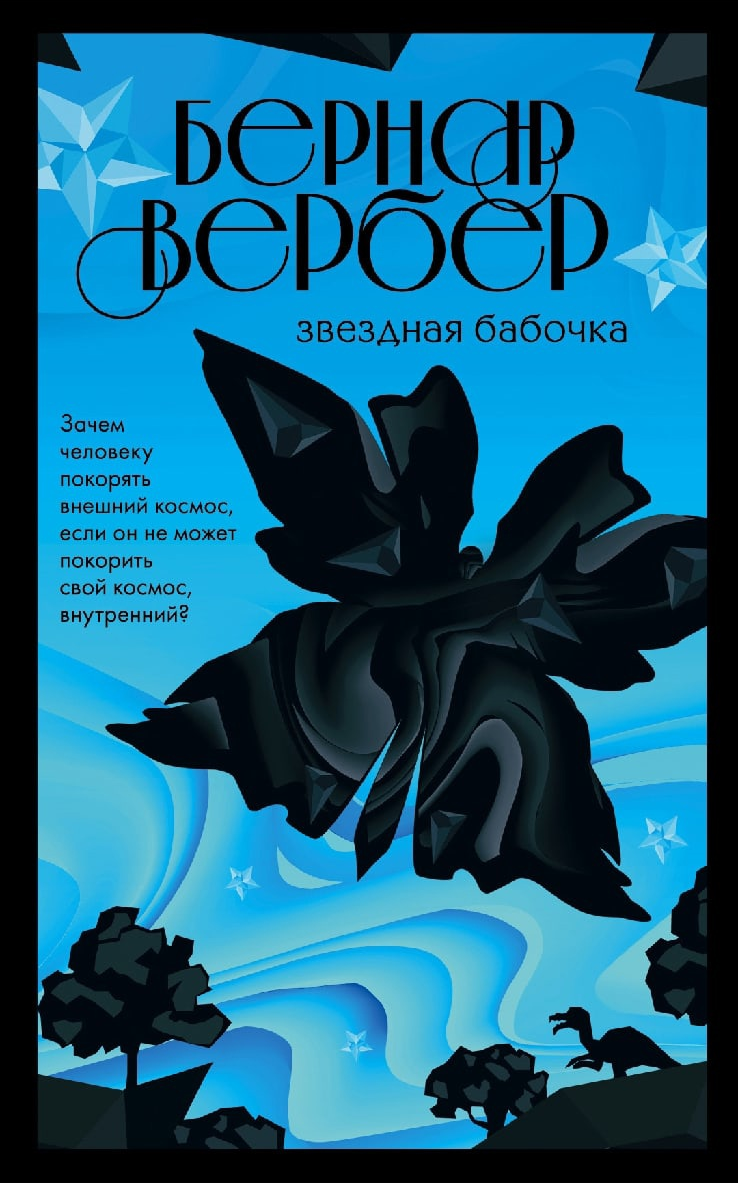 Бернар
Вербер
звездная бабочка
Зачем
человеку
покорять
внешний космос,
если он не может
покорить
свой космос,
внутренний?